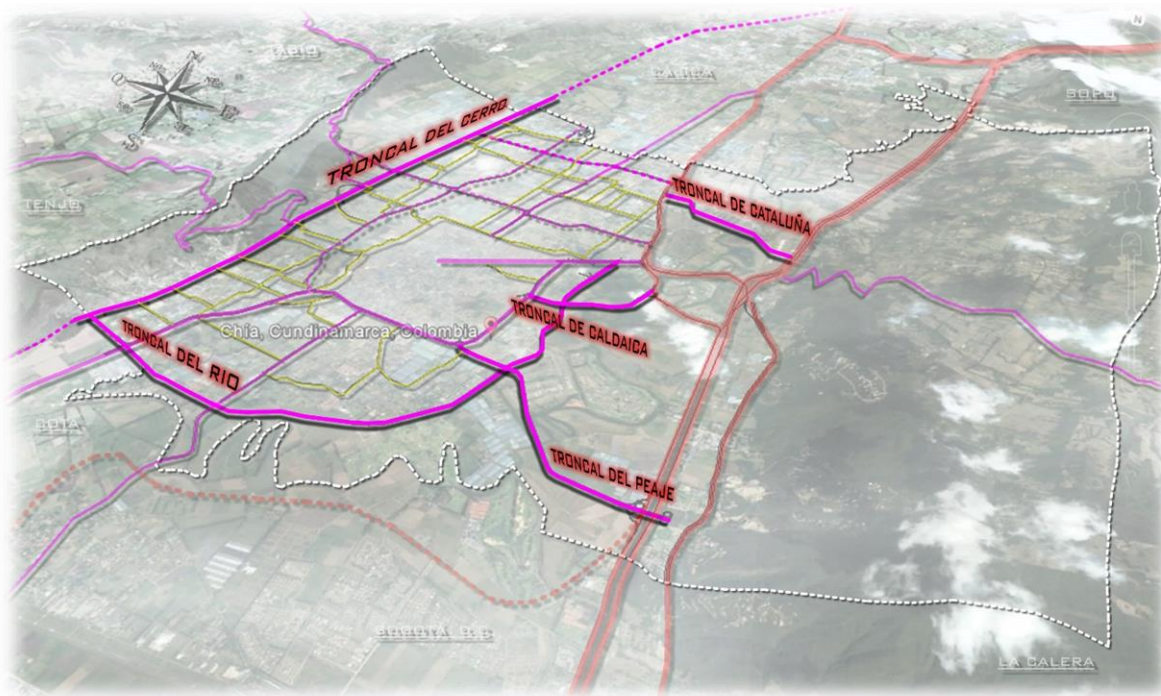 N
TABIO
CAJICA
SOPO
TRONCAL DEL CERRO
TENJO
TRONCAL DE CATALUÑA
TRONCAL DE CALDAICA
Chía, Cundinamarca, Colombia
TRONCAL DEL RIO
COTA
TRONCAL DEL PEAJE
BOGOTÁ D.C
LA CALERA